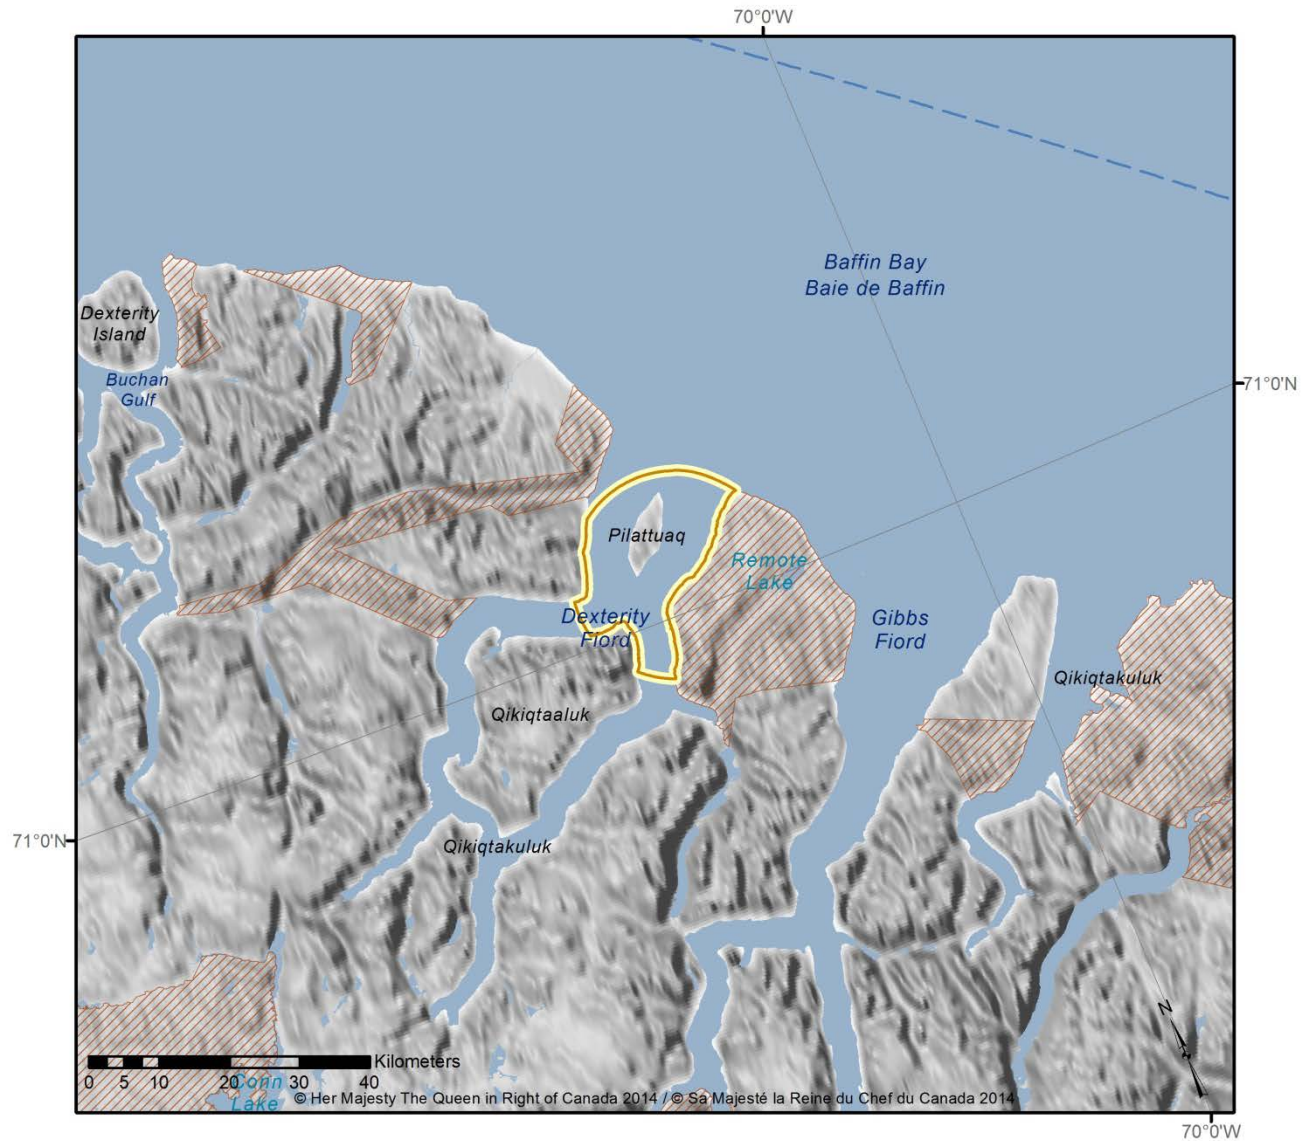 70°0'W
Baffin Bay
Baie de Baffin
Dexterity
Island
Buchan
Gulf
71°0'N
Pilattuaq
Remote
Lake
Dexterity
Fiord
Gibbs
Fiord
Qikiqtakuluk
Qikiqtaaluk
71°0'N
Qikiqtakuluk
N
Kilometers
0 5 10 20 30 40
Conn
Lake
© Her Majesty The Queen in Right of Canada 2014 / © Sa Majesté la Reine du Chef du Canada 2014
70°0'W